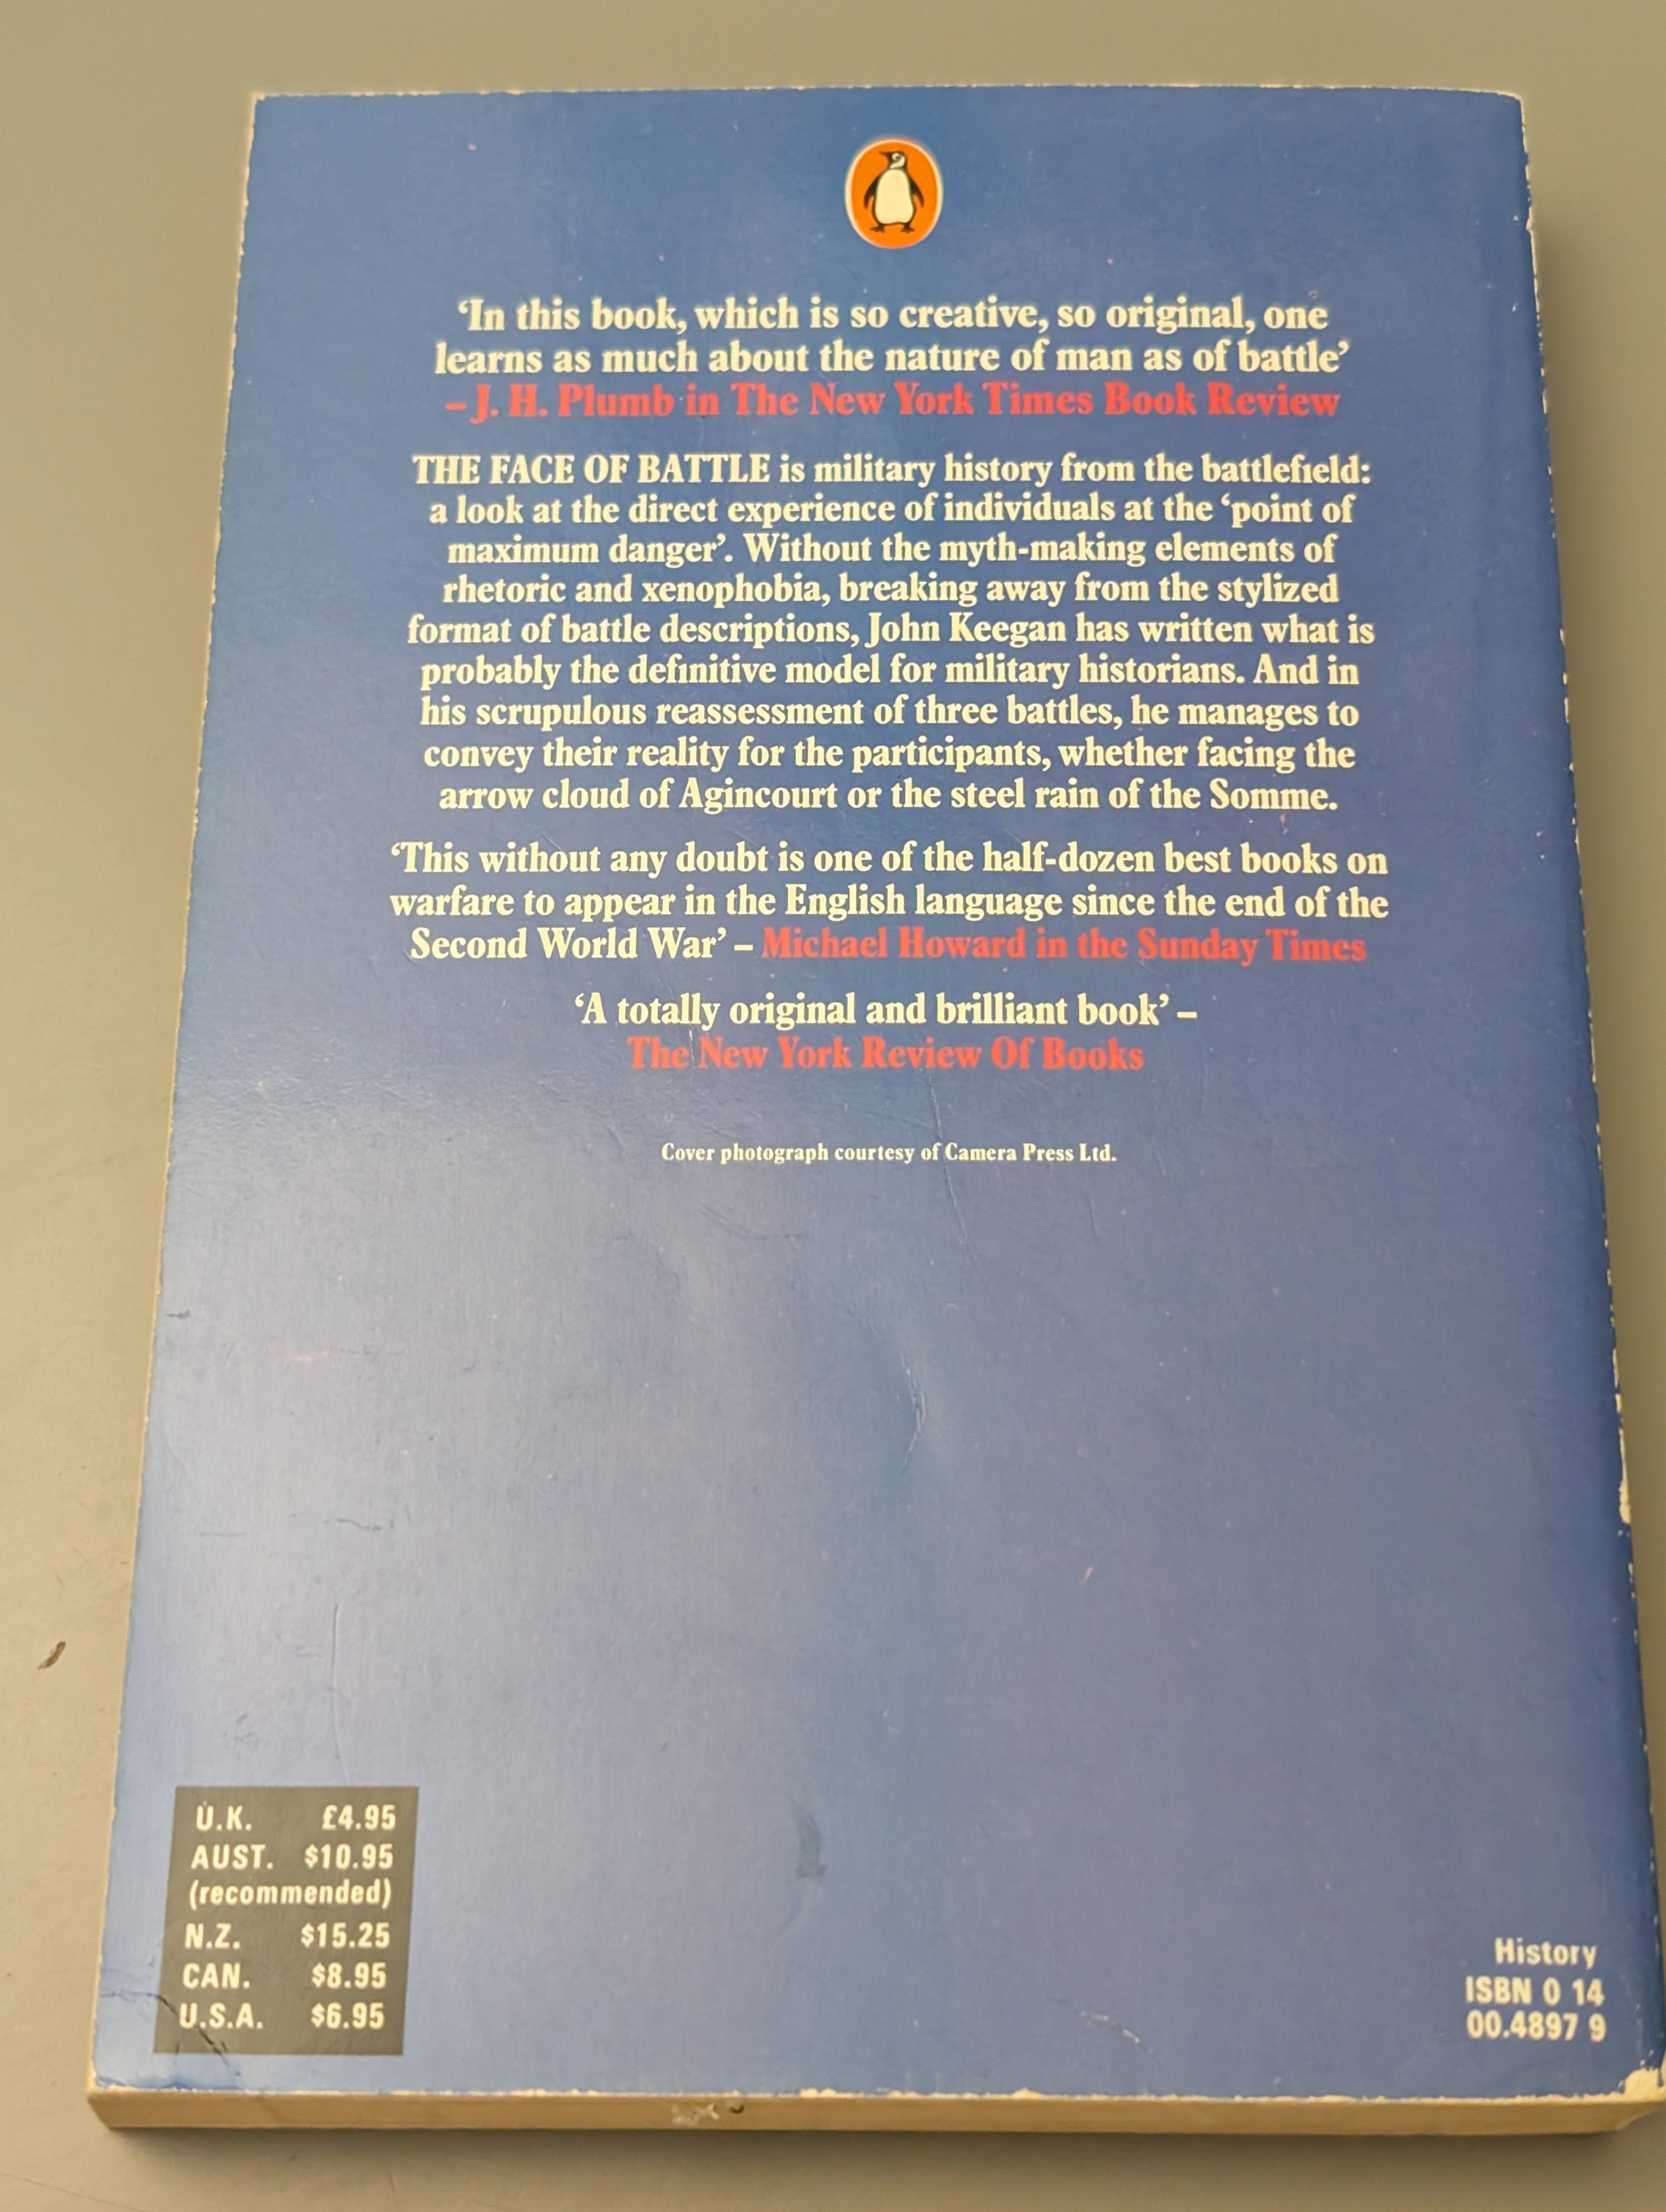 ‘In this book, which is so creative, so original, one
learns as much about the nature of man as of battle’
– J. H. Plumb in The New York Times Book Review
THE FACE OF BATTLE is military history from the battlefield:
a look at the direct experience of individuals at the ‘point of
maximum danger’. Without the myth-making elements of
rhetoric and xenophobia, breaking away from the stylized
format of battle descriptions, John Keegan has written what is
probably the definitive model for military historians. And in
his scrupulous reassessment of three battles, he manages to
convey their reality for the participants, whether facing the
arrow cloud of Agincourt or the steel rain of the Somme.
‘This without any doubt is one of the half-dozen best books on
warfare to appear in the English language since the end of the
Second World War’ – Michael Howard in the Sunday Times
‘A totally original and brilliant book’ –
The New York Review Of Books
Cover photograph courtesy of Camera Press Ltd.
U.K. £4.95
AUST. $10.95
(recommended)
N.Z. $15.25
CAN. $8.95
U.S.A. $6.95
History
ISBN 0 14
00.4897 9